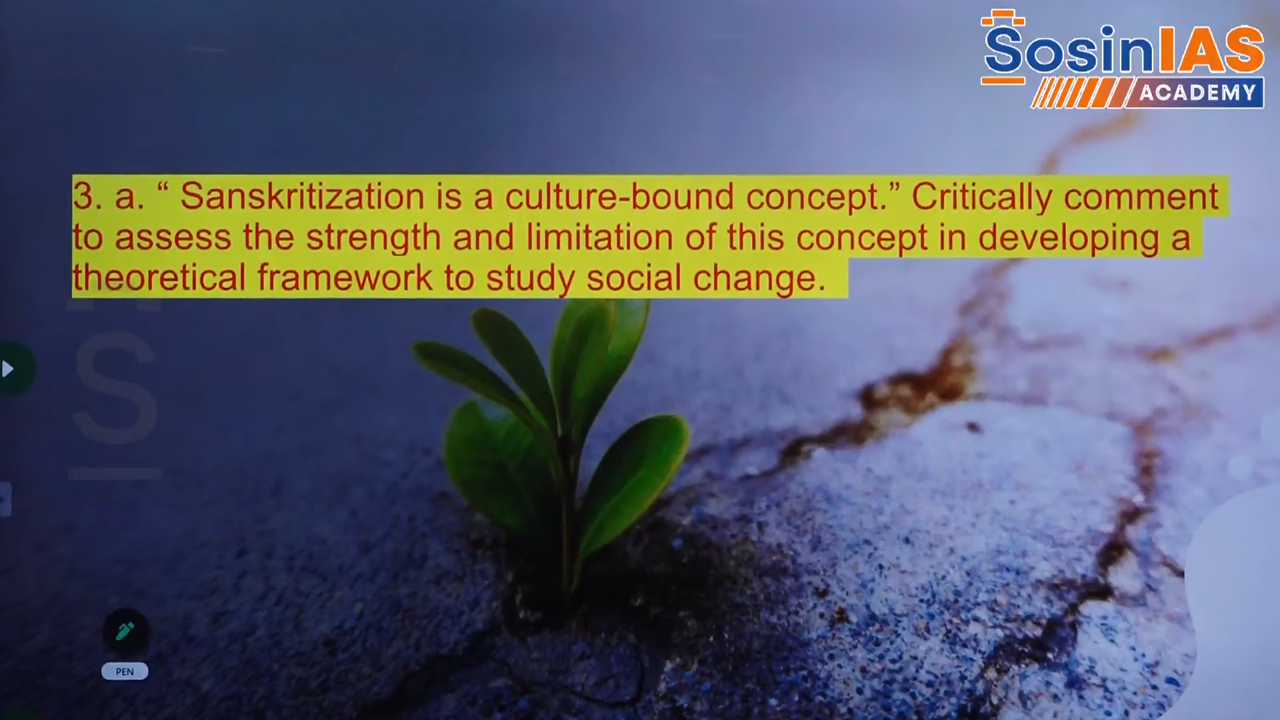 SosinIAS
ACADEMY
3. a. “ Sanskritization is a culture-bound concept.” Critically comment
to assess the strength and limitation of this concept in developing a
theoretical framework to study social change.
S
PEN